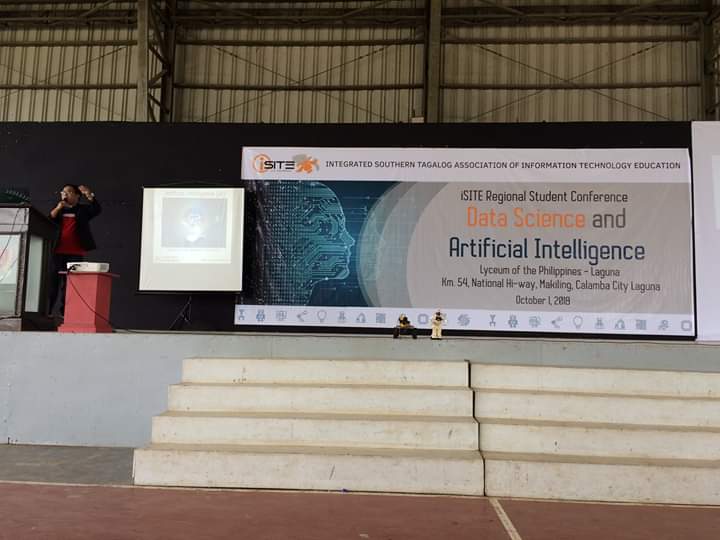 iSITE
INTEGRATED SOUTHERN TAGALOG ASSOCIATION OF INFORMATION TECHNOLOGY EDUCATION
iSITE Regional Student Conference
Data Science and
Artificial Intelligence
Lyceum of the Philippines - Laguna
Km. 54, National Hi-way, Makiling, Calamba City Laguna
October 1, 2019